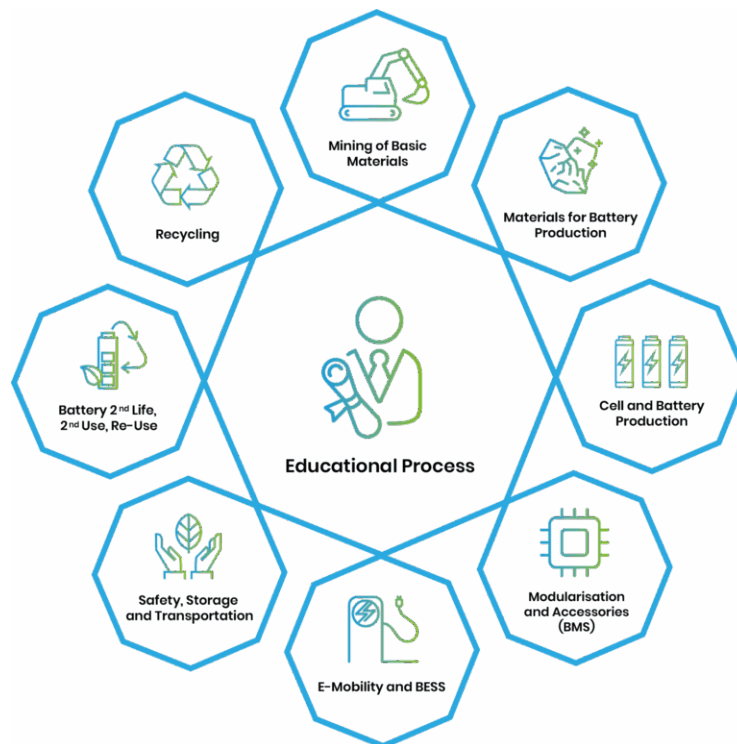 Mining of Basic
Materials
Materials for Battery
Production
Cell and Battery
Production
Modularisation
and Accessories
(BMS)
E-Mobility and BESS
Safety, Storage
and Transportation
Battery 2nd Life,
2nd Use, Re-Use
Recycling
Educational Process